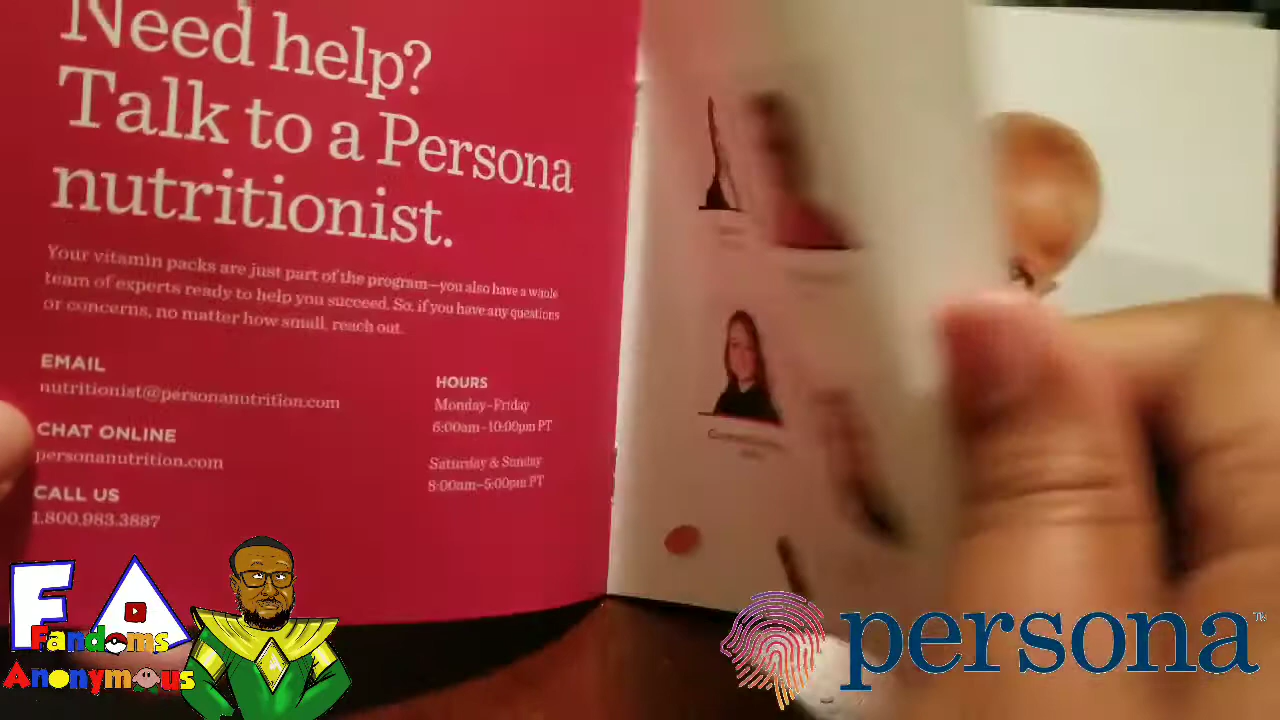 Need help?
Talk to a Persona
nutritionist.
Your vitamin packs are just part of the program—you also have a whole
team of experts ready to help you succeed. So, if you have any questions
or concerns, no matter how small, reach out.
EMAIL
nutritionist@personanutrition.com
CHAT ONLINE
personanutrition.com
CALL US
1.800.983.3887
HOURS
Monday–Friday
6:00am–10:00pm PT
Saturday & Sunday
8:00am–5:00pm PT
FA
Fandoms
Anonymous
persona™